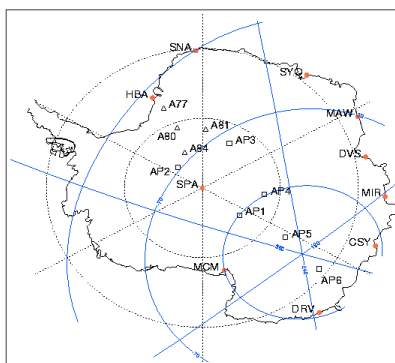 SNA
SYO
HBA
A77
MAW
A80
A81
AP3
A84
DVS
AP2
SPA
AP4
MIR
AP1
AP5
CSY
MCM
AP6
DRV